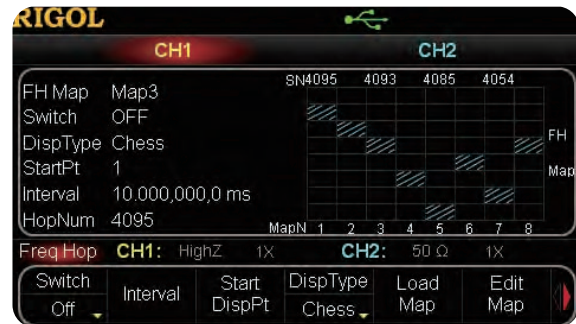 RIGOL
CH1 CH2
FH Map Map3
Switch OFF
DispType Chess
StartPt 1
Interval 10.000,000,0 ms
HopNum 4095
SN4095 4093 4085 4054
FH
Map
MapN 1 2 3 4 5 6 7 8
Freq Hop CH1: HighZ 1X CH2: 50 Ω 1X
Switch
Off
Interval
Start
DispPt
DispType
Chess
Load
Map
Edit
Map